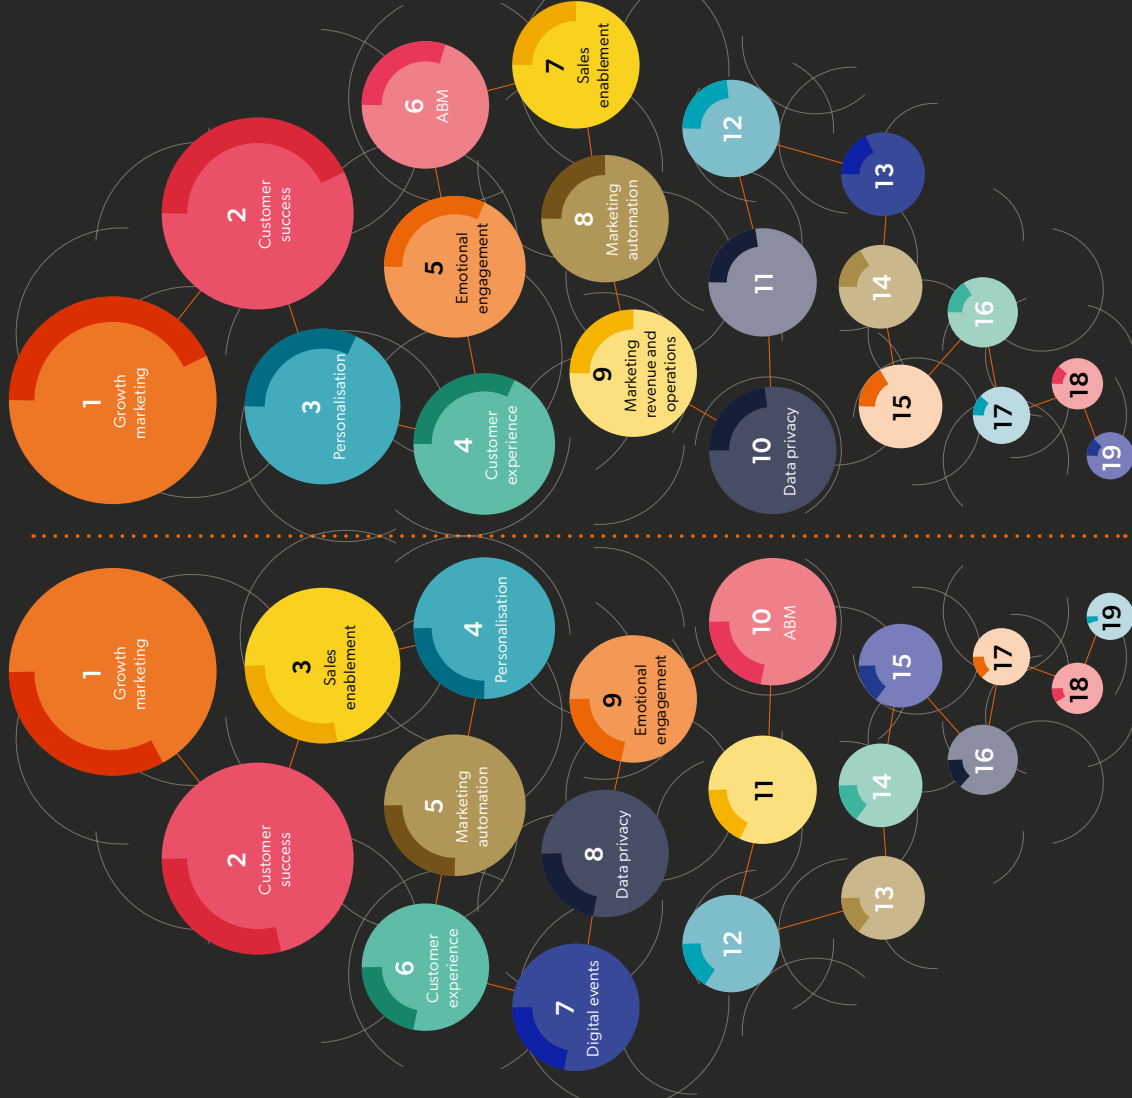 1
Growth
marketing
2
Customer
success
3
Personalisation
4
Customer
experience
5
Emotional
engagement
6
ABM
7
Sales
enablement
8
Marketing
automation
9
Marketing
revenue and
operations
10
Data privacy
11
12
13
14
15
16
17
18
19
1
Growth
marketing
2
Customer
success
3
Sales
enablement
4
Personalisation
5
Marketing
automation
6
Customer
experience
7
Digital events
8
Data privacy
9
Emotional
engagement
10
ABM
11
12
13
14
15
16
17
18
19